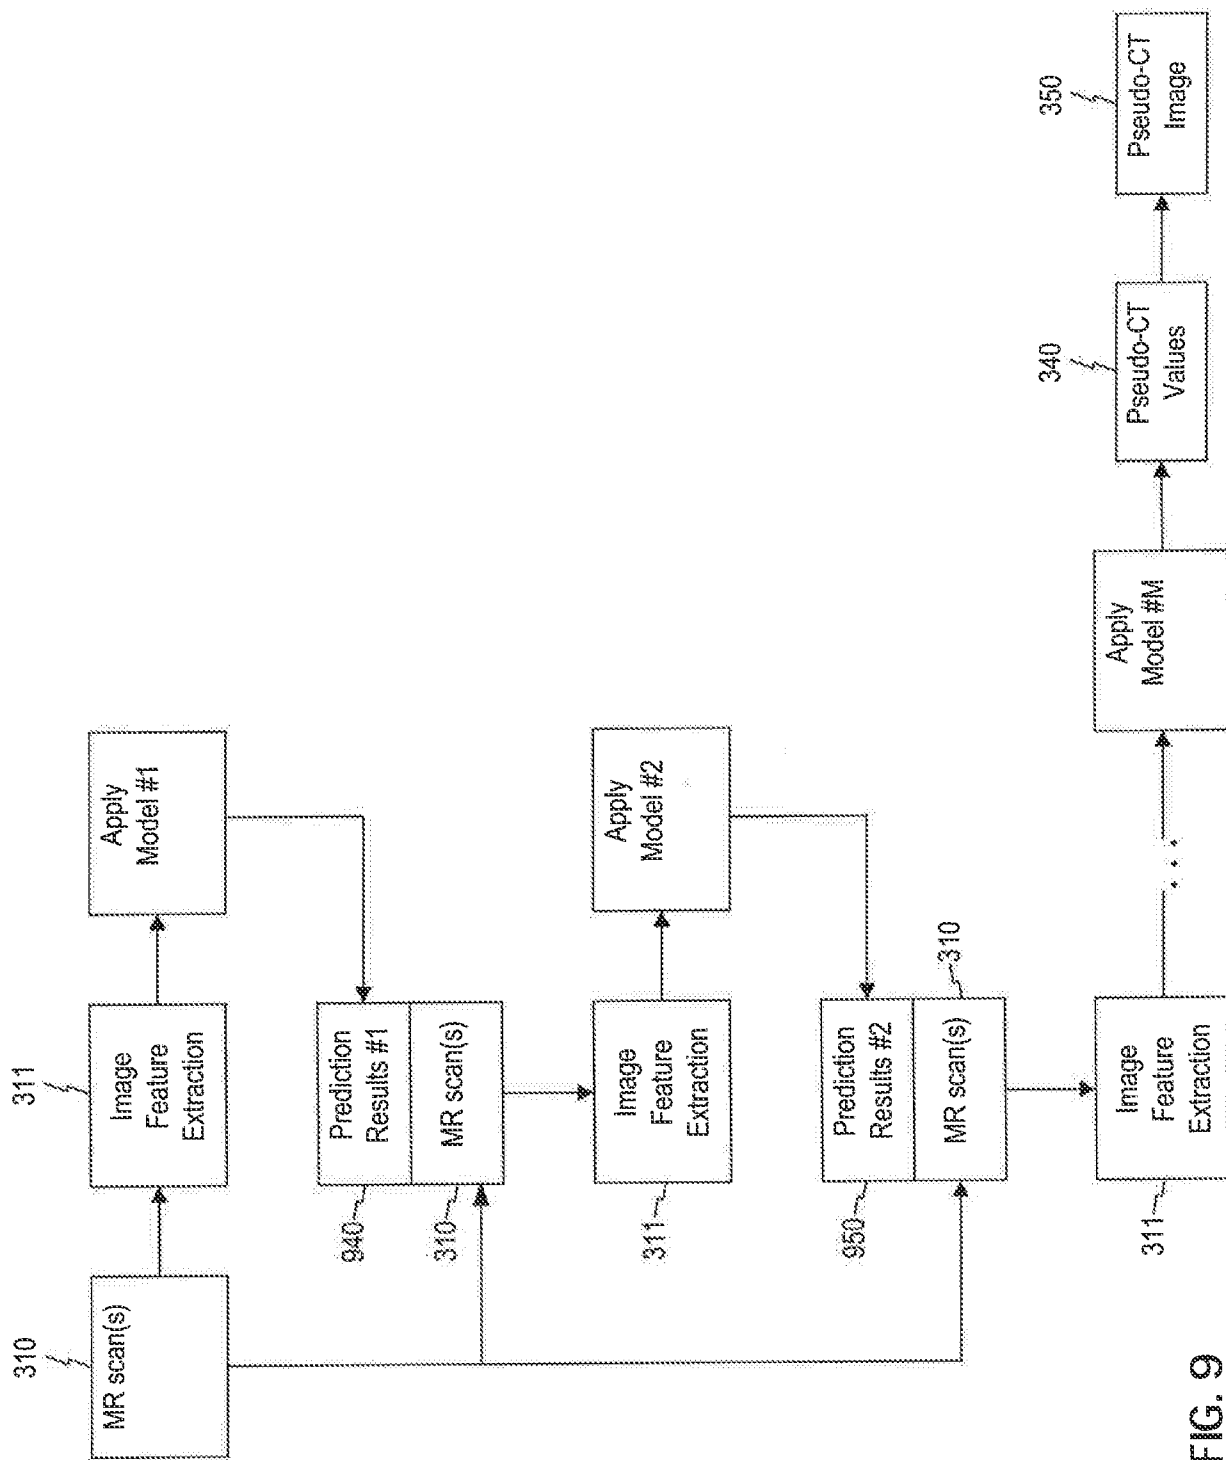 310
MR scan(s)
311
Image
Feature
Extraction
Apply
Model #1
940
Prediction
Results #1
310
MR scan(s)
311
Image
Feature
Extraction
Apply
Model #2
950
Prediction
Results #2
310
MR scan(s)
311
Image
Feature
Extraction
. . .
Apply
Model #M
340
Pseudo-CT
Values
350
Pseudo-CT
Image
FIG. 9